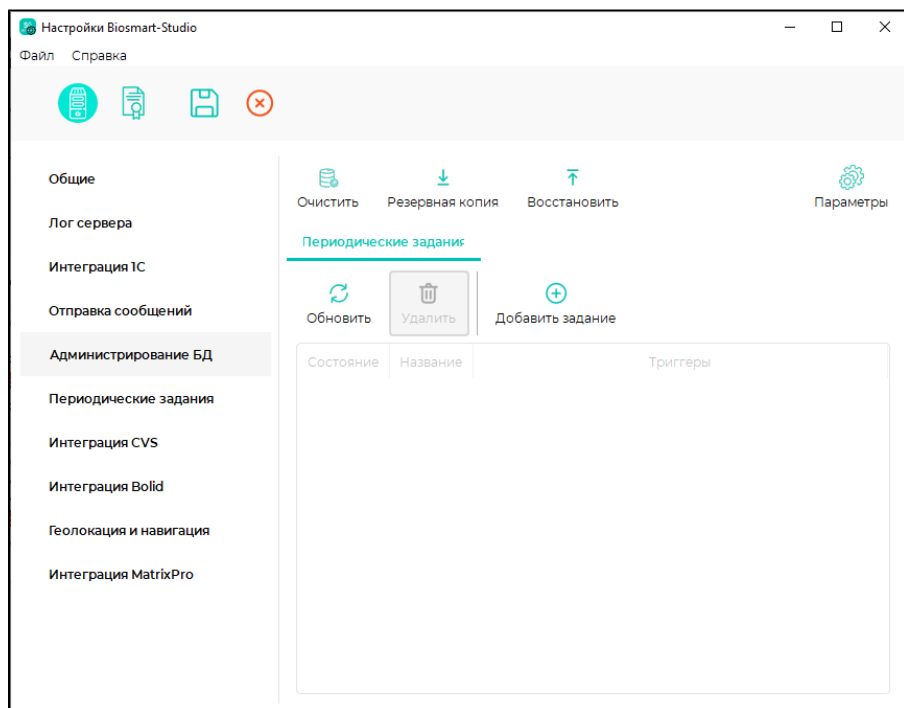 Настройки Biosmart-Studio
Файл Справка
Общие
Лог сервера
Интеграция 1С
Отправка сообщений
Администрирование БД
Периодические задания
Интеграция CVS
Интеграция Bolid
Геолокация и навигация
Интеграция MatrixPro
Очистить Резервная копия Восстановить Параметры
Периодические задания
Обновить Удалить Добавить задание
Состояние Название Триггеры